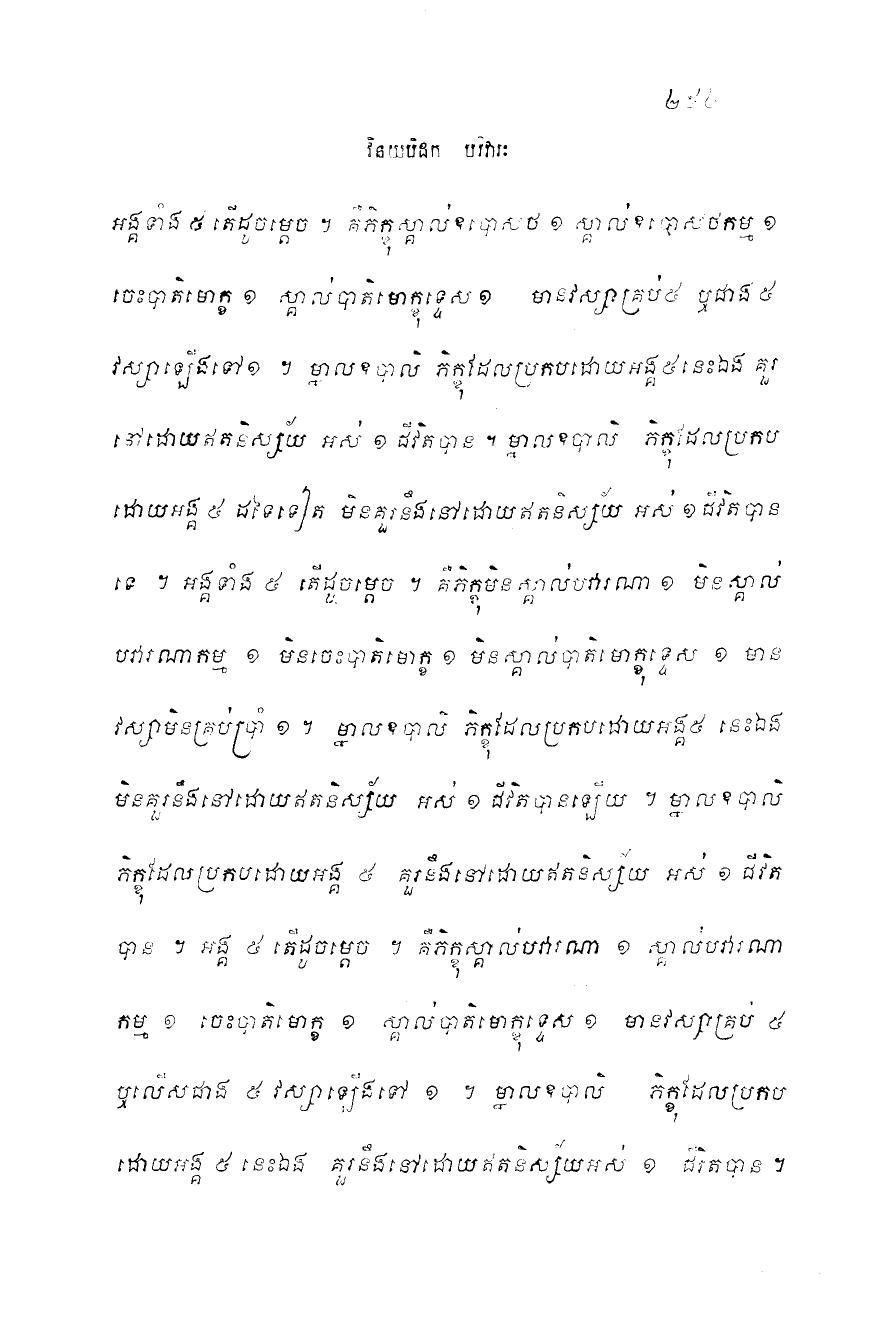 វិនយបិដក បរិវារៈ
អង្គទាំង ៥ តើដូចម្តេច ។ គឺភិក្ខុស្គាល់ឧបោសថ ១ ស្គាល់ឧបោសថកម្ម ១
ចេះបាតិមោក្ខ ១ ស្គាល់បាតិមោក្ខុទ្ទេស ១ មានវស្សាគ្រប់៥ ឬជាង ៥
វស្សាឡើងទៅ១ ។ ម្នាលឧបាលិ ភិក្ខុដែលប្រកបដោយអង្គ៥នេះឯង គួរ
នៅដោយឥតនិស្ស័យ អស់ ១ ជីវិតបាន ។ ម្នាលឧបាលិ ភិក្ខុដែលប្រកប
ដោយអង្គ ៥ ដទៃទៀត មិនគួរនឹងនៅដោយឥតនិស្ស័យ អស់ ១ ជីវិតបាន
ទេ ។ អង្គទាំង ៥ តើដូចម្តេច ។ គឺភិក្ខុមិនស្គាល់បវារណា ១ មិនស្គាល់
បវារណាកម្ម ១ មិនចេះបាតិមោក្ខ ១ មិនស្គាល់បាតិមោក្ខុទ្ទេស ១ មាន
វស្សាមិនគ្រប់ប្រាំ ១ ។ ម្នាលឧបាលិ ភិក្ខុដែលប្រកបដោយអង្គ៥ នេះឯង
មិនគួរនឹងនៅដោយឥតនិស្ស័យ អស់ ១ ជីវិតបានឡើយ ។ ម្នាលឧបាលិ
ភិក្ខុដែលប្រកបដោយអង្គ ៥ គួរនឹងនៅដោយឥតនិស្ស័យ អស់ ១ ជីវិត
បាន ។ អង្គ ៥ តើដូចម្តេច ។ គឺភិក្ខុស្គាល់បវារណា ១ ស្គាល់បវារណា
កម្ម ១ ចេះបាតិមោក្ខ ១ ស្គាល់បាតិមោក្ខុទ្ទេស ១ មានវស្សាគ្រប់ ៥
ឬលើសជាង ៥ វស្សាឡើងទៅ ១ ។ ម្នាលឧបាលិ ភិក្ខុដែលប្រកប
ដោយអង្គ ៥ នេះឯង គួរនឹងនៅដោយឥតនិស្ស័យអស់ ១ ជីវិតបាន ។